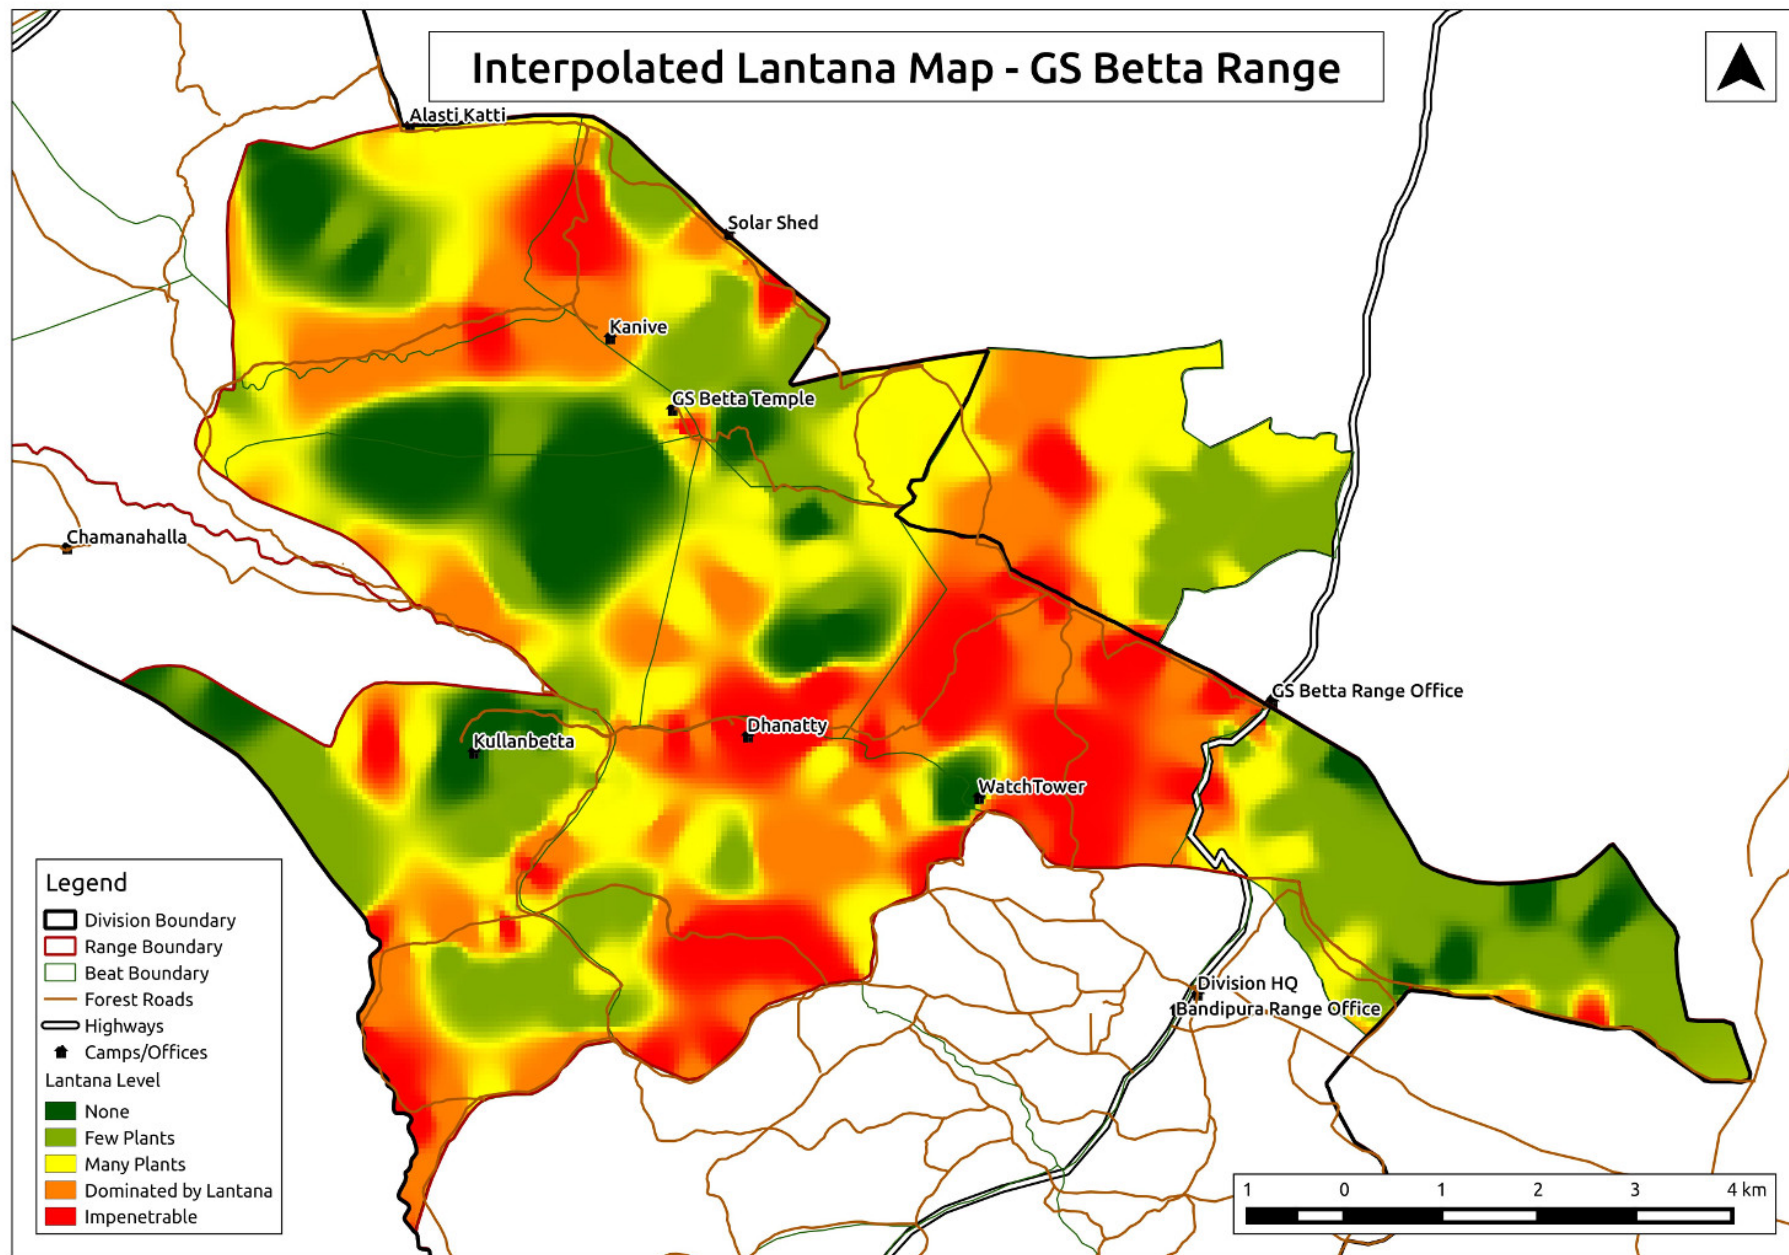 Interpolated Lantana Map - GS Betta Range
Alasti Katti
Solar Shed
Kanive
GS Betta Temple
Chamanahalla
GS Betta Range Office
Dhanatty
Kullanbetta
WatchTower
Division HQ
Bandipura Range Office
Legend
Division Boundary
Range Boundary
Beat Boundary
Forest Roads
Highways
Camps/Offices
Lantana Level
None
Few Plants
Many Plants
Dominated by Lantana
Impenetrable
1 0 1 2 3 4 km